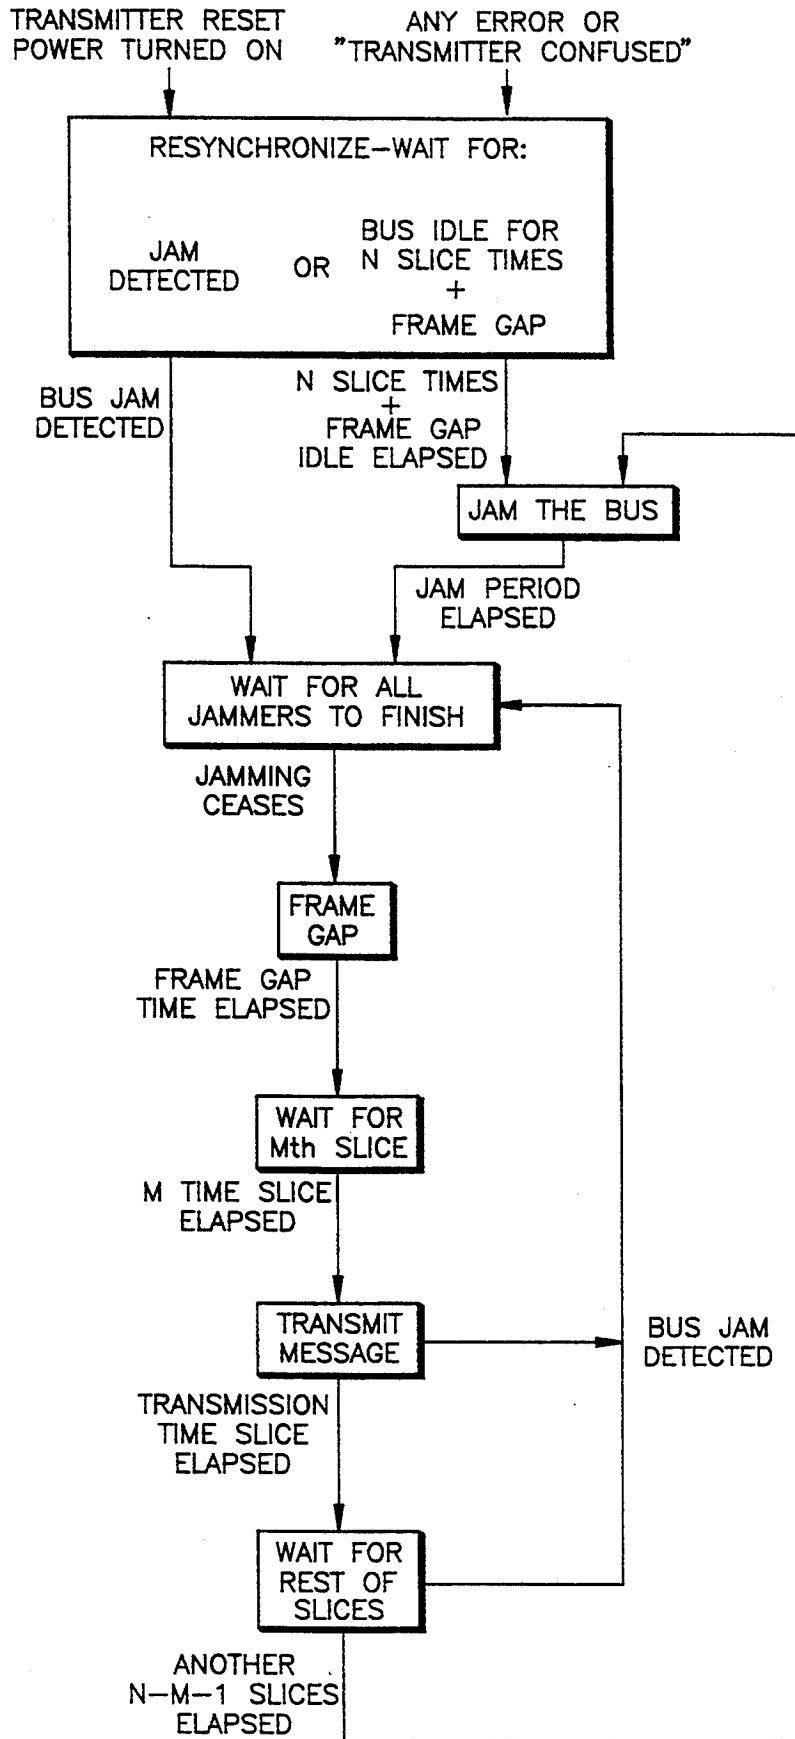 TRANSMITTER RESET
POWER TURNED ON
ANY ERROR OR
"TRANSMITTER CONFUSED"
RESYNCHRONIZE-WAIT FOR:
JAM
DETECTED
OR
BUS IDLE FOR
N SLICE TIMES
+
FRAME GAP
BUS JAM
DETECTED
N SLICE TIMES
+
FRAME GAP
IDLE ELAPSED
JAM THE BUS
JAM PERIOD
ELAPSED
WAIT FOR ALL
JAMMERS TO FINISH
JAMMING
CEASES
FRAME
GAP
FRAME GAP
TIME ELAPSED
WAIT FOR
Mth SLICE
M TIME SLICE
ELAPSED
TRANSMIT
MESSAGE
BUS JAM
DETECTED
TRANSMISSION
TIME SLICE
ELAPSED
WAIT FOR
REST OF
SLICES
ANOTHER
N-M-1 SLICES
ELAPSED